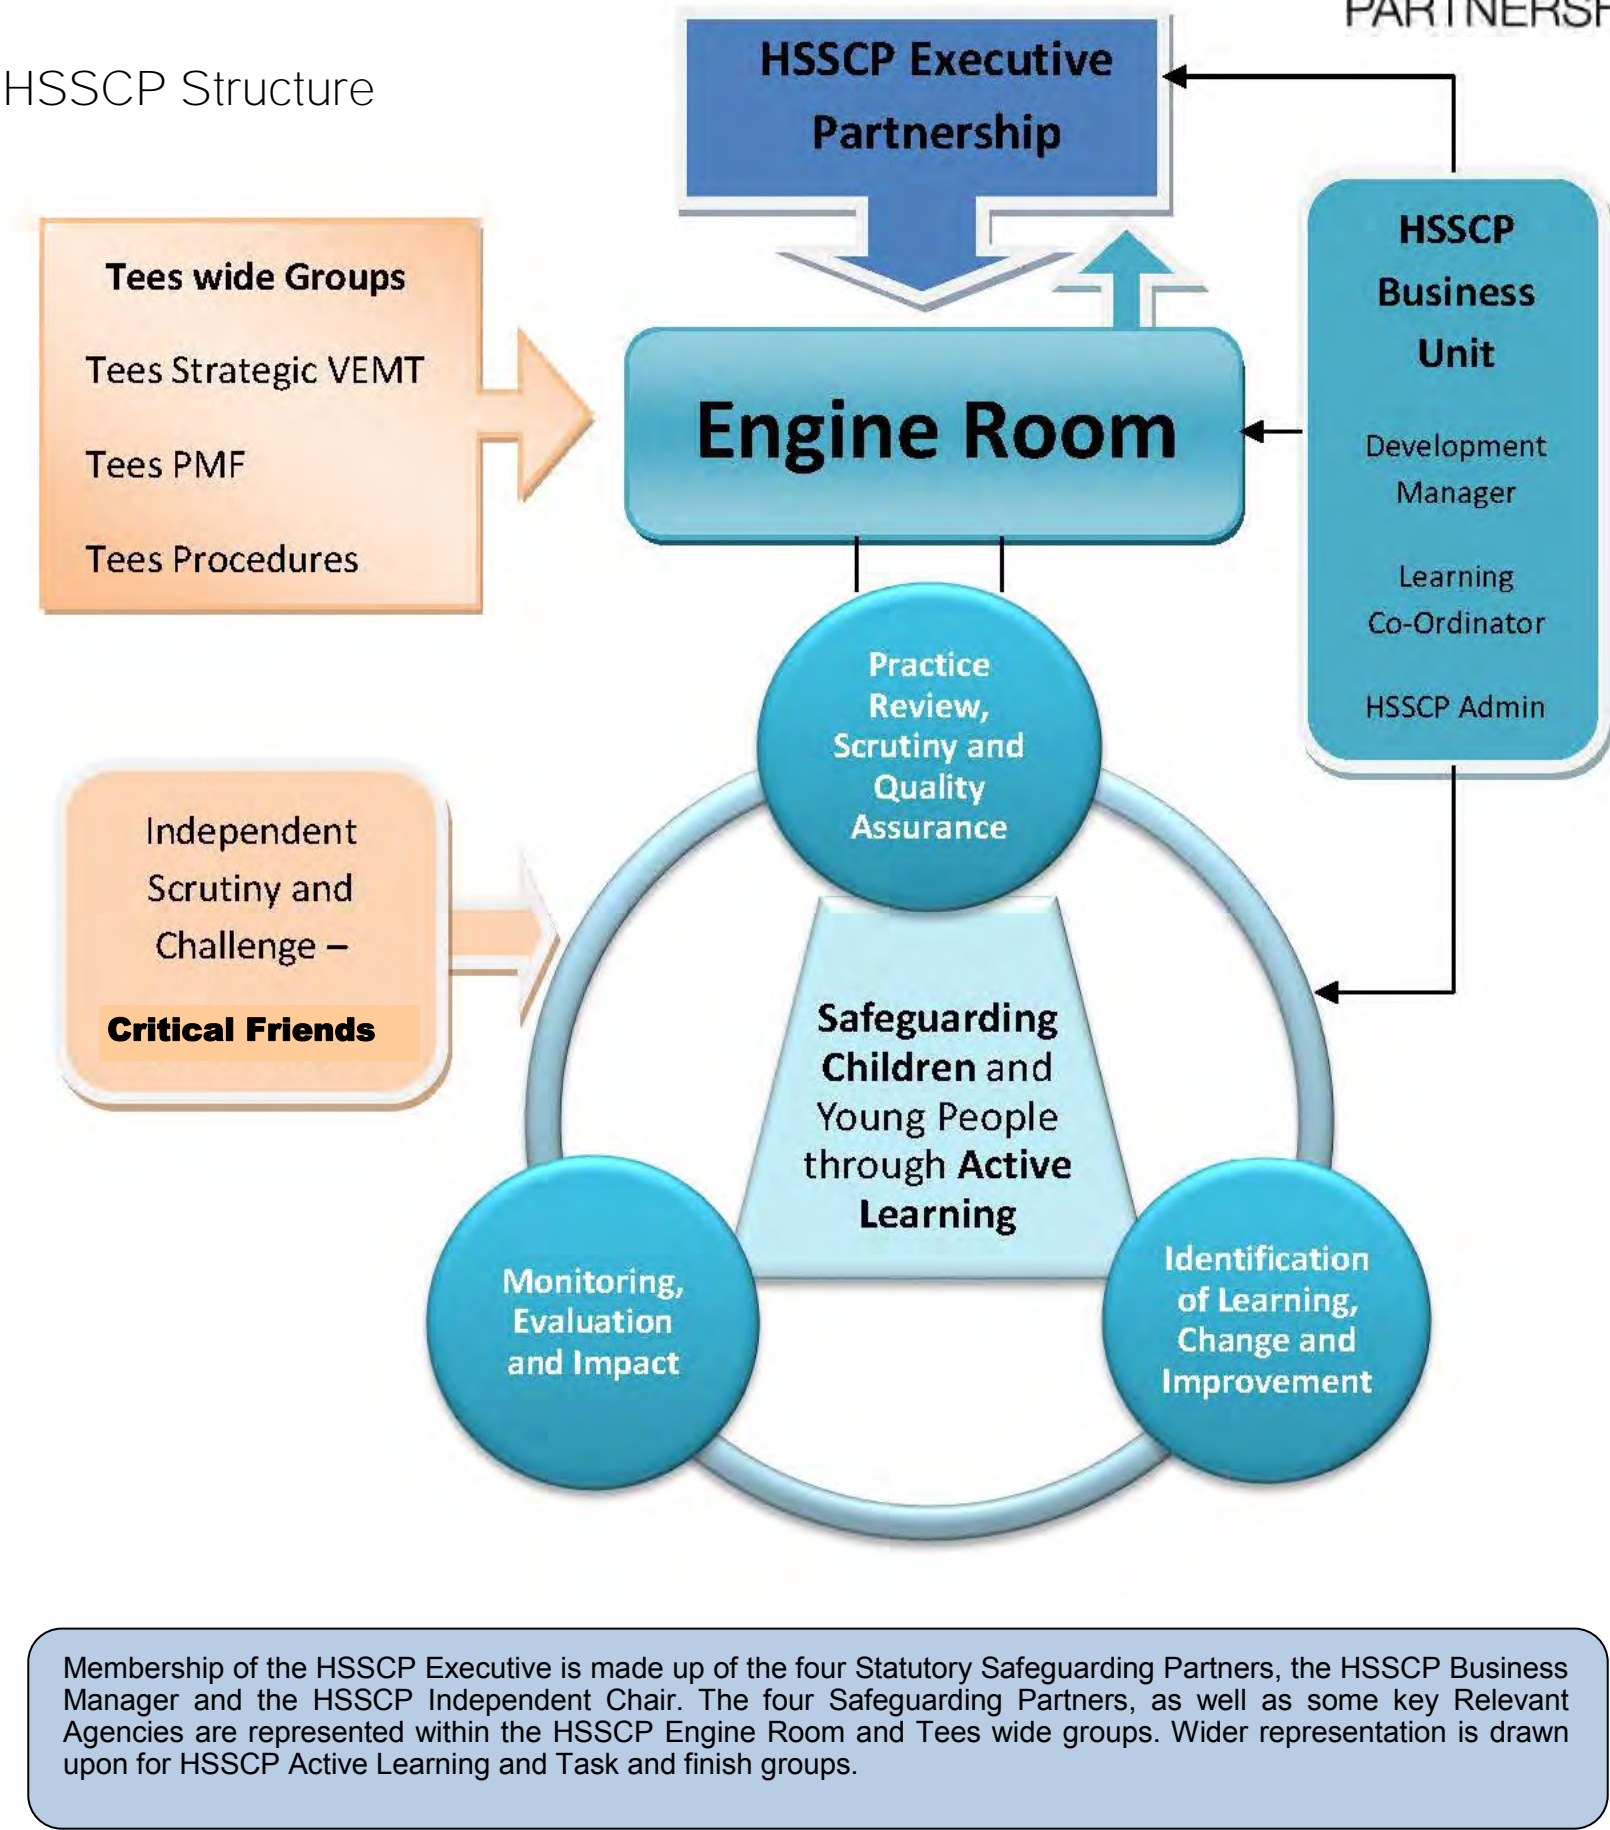 PARTNERSH
HSSCP Structure
HSSCP Executive
Partnership
Tees wide Groups
Tees Strategic VEMT
Tees PMF
Tees Procedures
Engine Room
HSSCP
Business
Unit
Development
Manager
Learning
Co-Ordinator
HSSCP Admin
Practice
Review,
Scrutiny and
Quality
Assurance
Independent
Scrutiny and
Challenge –
Critical Friends
Safeguarding
Children and
Young People
through Active
Learning
Monitoring,
Evaluation
and Impact
Identification
of Learning,
Change and
Improvement
Membership of the HSSCP Executive is made up of the four Statutory Safeguarding Partners, the HSSCP Business
Manager and the HSSCP Independent Chair. The four Safeguarding Partners, as well as some key Relevant
Agencies are represented within the HSSCP Engine Room and Tees wide groups. Wider representation is drawn
upon for HSSCP Active Learning and Task and finish groups.